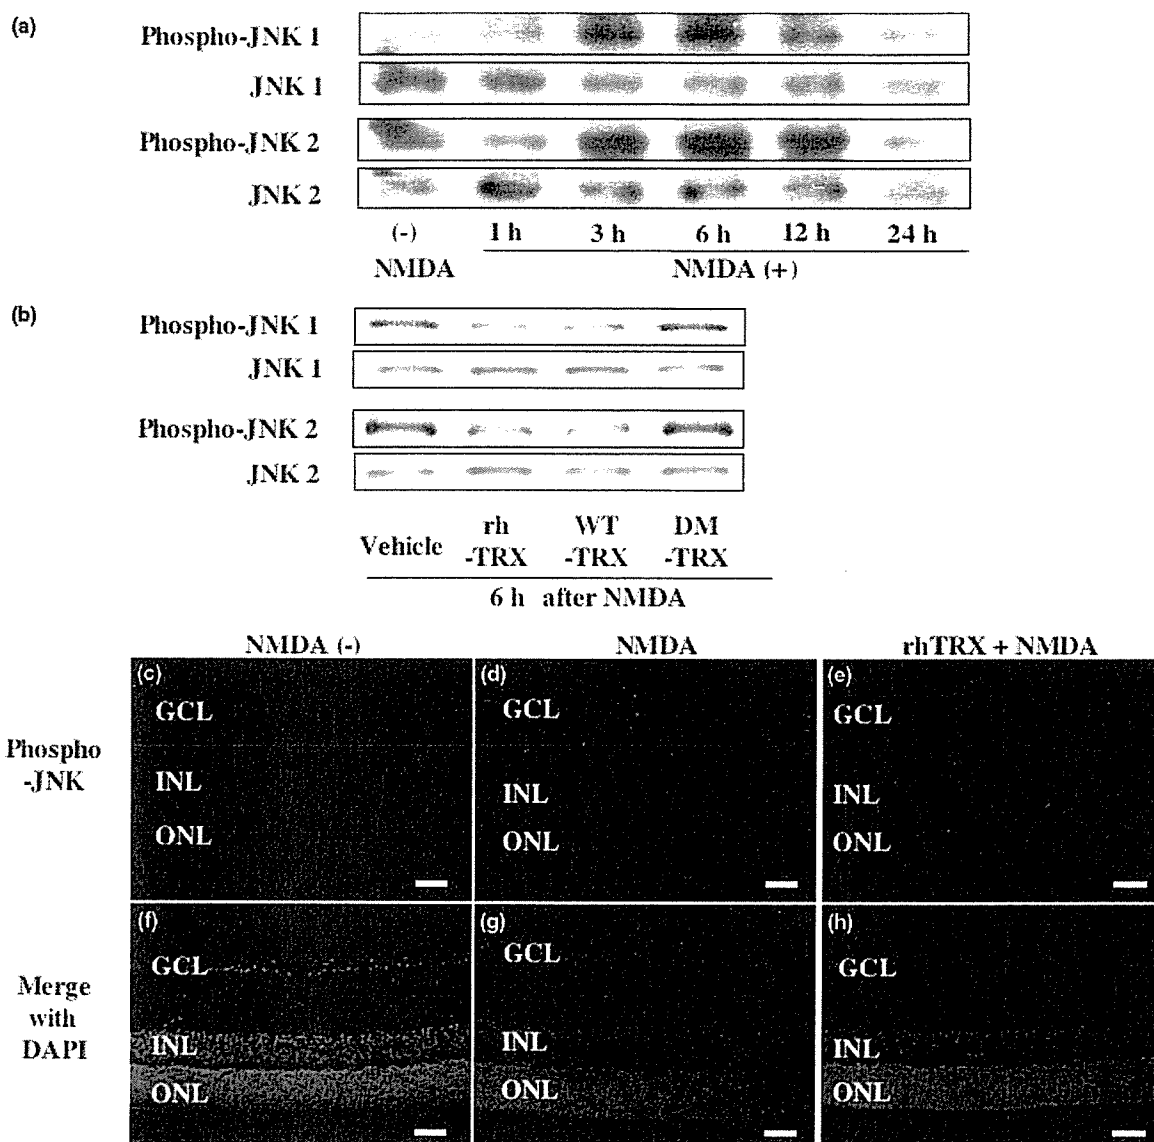 (a)
Phospho-JNK 1
JNK 1
Phospho-JNK 2
JNK 2
(-) 1 h 3 h 6 h 12 h 24 h
NMDA NMDA (+)
(b)
Phospho-JNK 1
JNK 1
Phospho-JNK 2
JNK 2
Vehicle rh -TRX WT -TRX DM -TRX
6 h after NMDA
NMDA (-) NMDA rhTRX + NMDA
Phospho
-JNK
(c)
GCL
INL
ONL
(d)
GCL
INL
ONL
(e)
GCL
INL
ONL
Merge
with
DAPI
(f)
GCL
INL
ONL
(g)
GCL
INL
ONL
(h)
GCL
INL
ONL